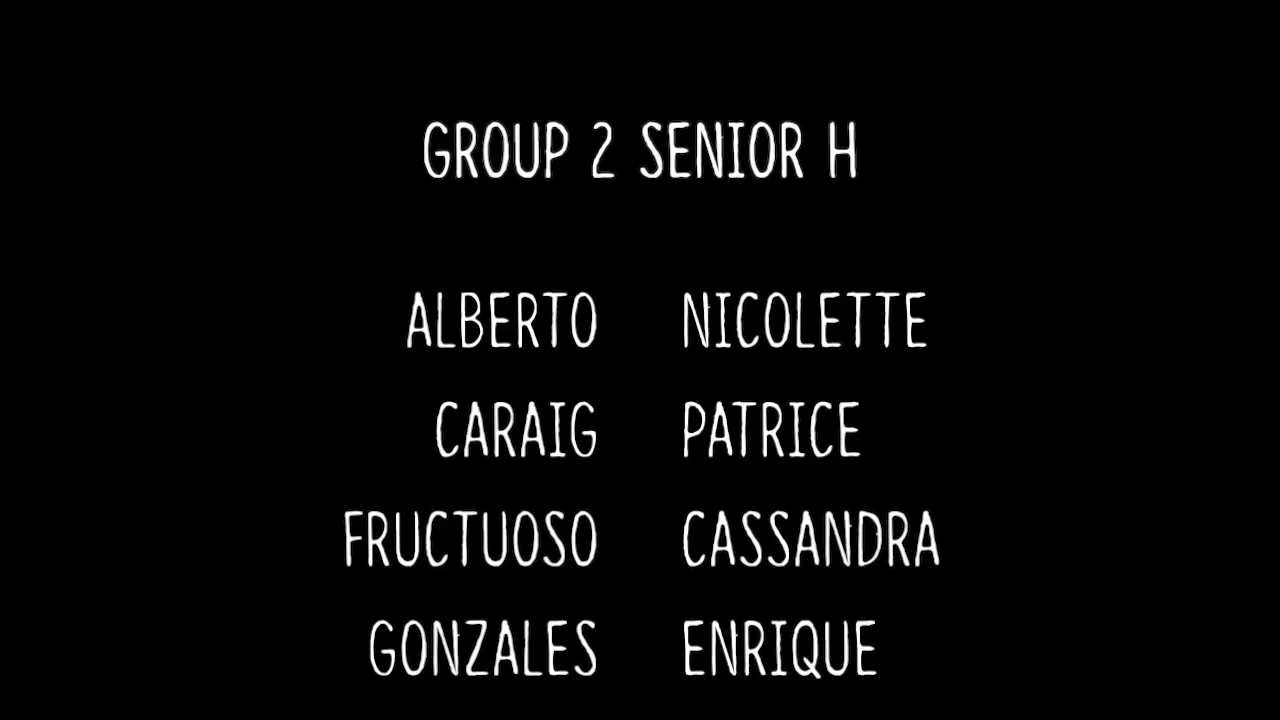 GROUP 2 SENIOR H
ALBERTO NICOLETTE
CARAIG PATRICE
FRUCTUOSO CASSANDRA
GONZALES ENRIQUE